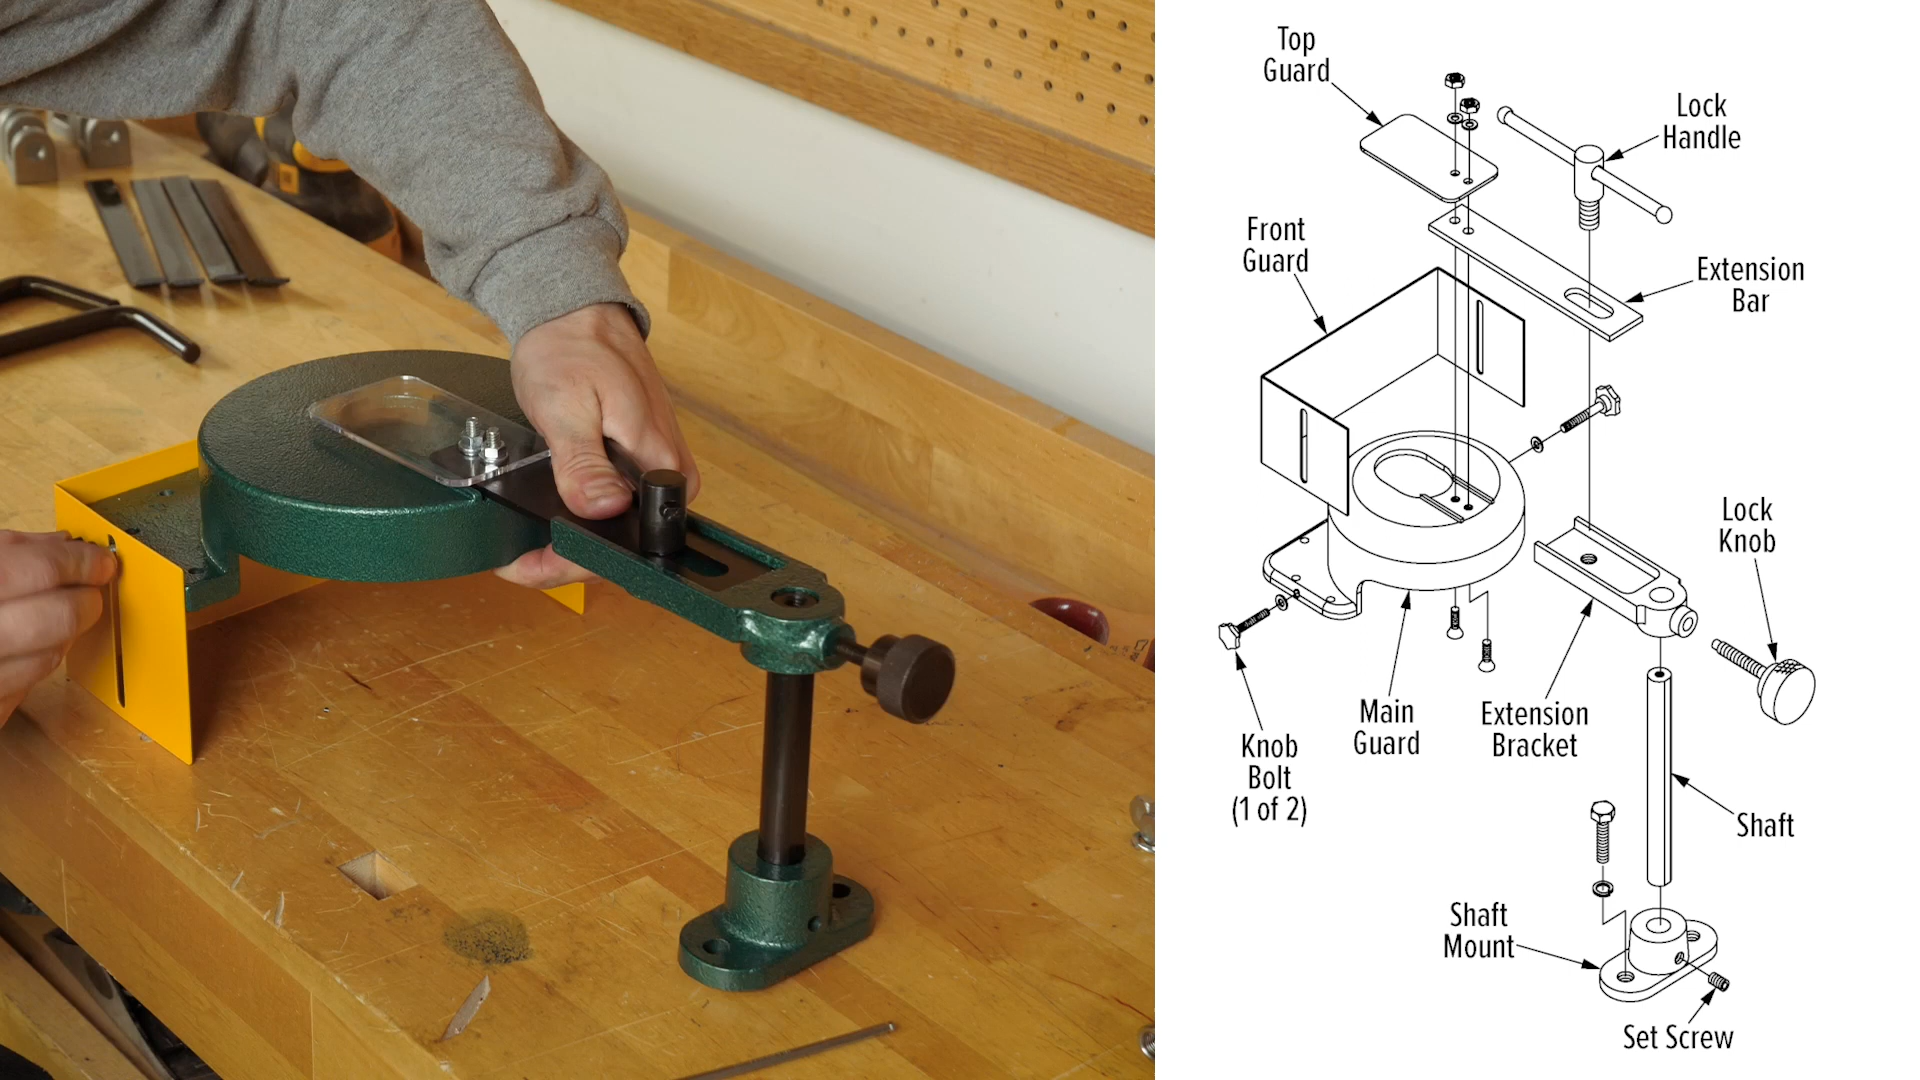 Top
Guard
Lock
Handle
Front
Guard
Extension
Bar
Lock
Knob
Main
Guard
Extension
Bracket
Knob
Bolt
(1 of 2)
Shaft
Shaft
Mount
Set Screw